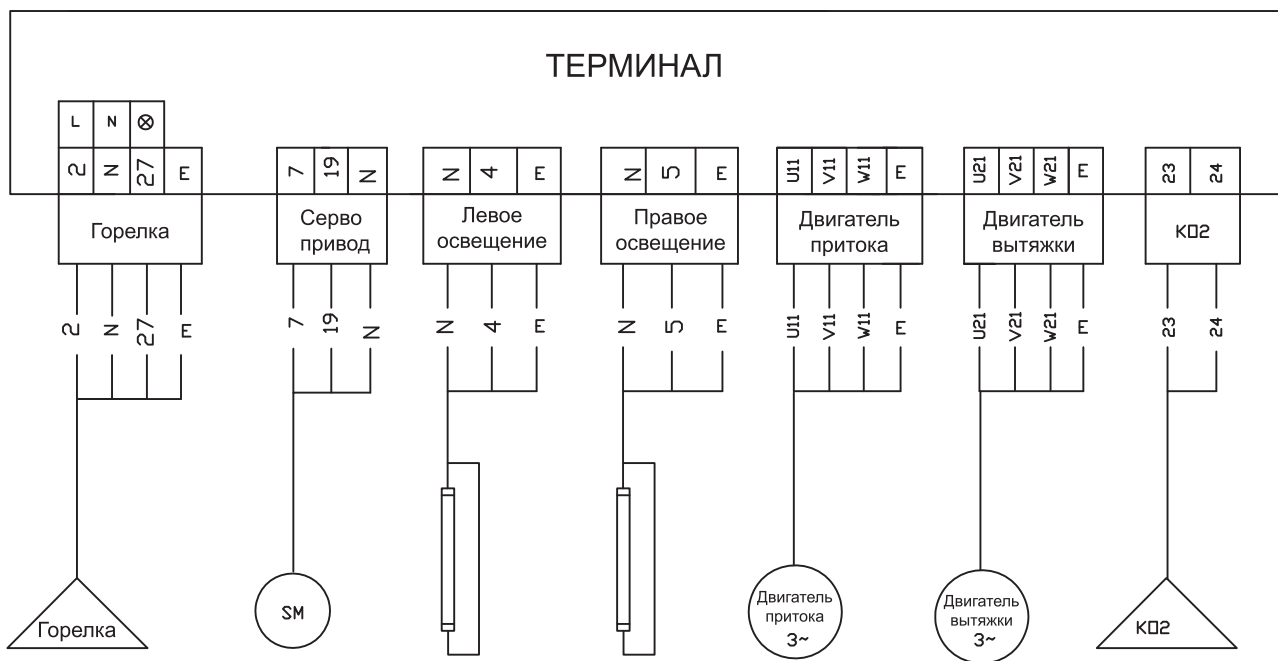 ТЕРМИНАЛ
L N ⊗
2 N 27 E
7 19 N
N 4 E
N 5 E
U11 V11 W11 E
U21 V21 W21 E
23 24
Горелка
Серво
привод
Левое
освещение
Правое
освещение
Двигатель
притока
Двигатель
вытяжки
К02
2 N 27 E
7 19 N
N 4 E
N 5 E
U11 V11 W11 E
U21 V21 W21 E
23 24
Горелка
SM
Двигатель
притока
3~
Двигатель
вытяжки
3~
К02